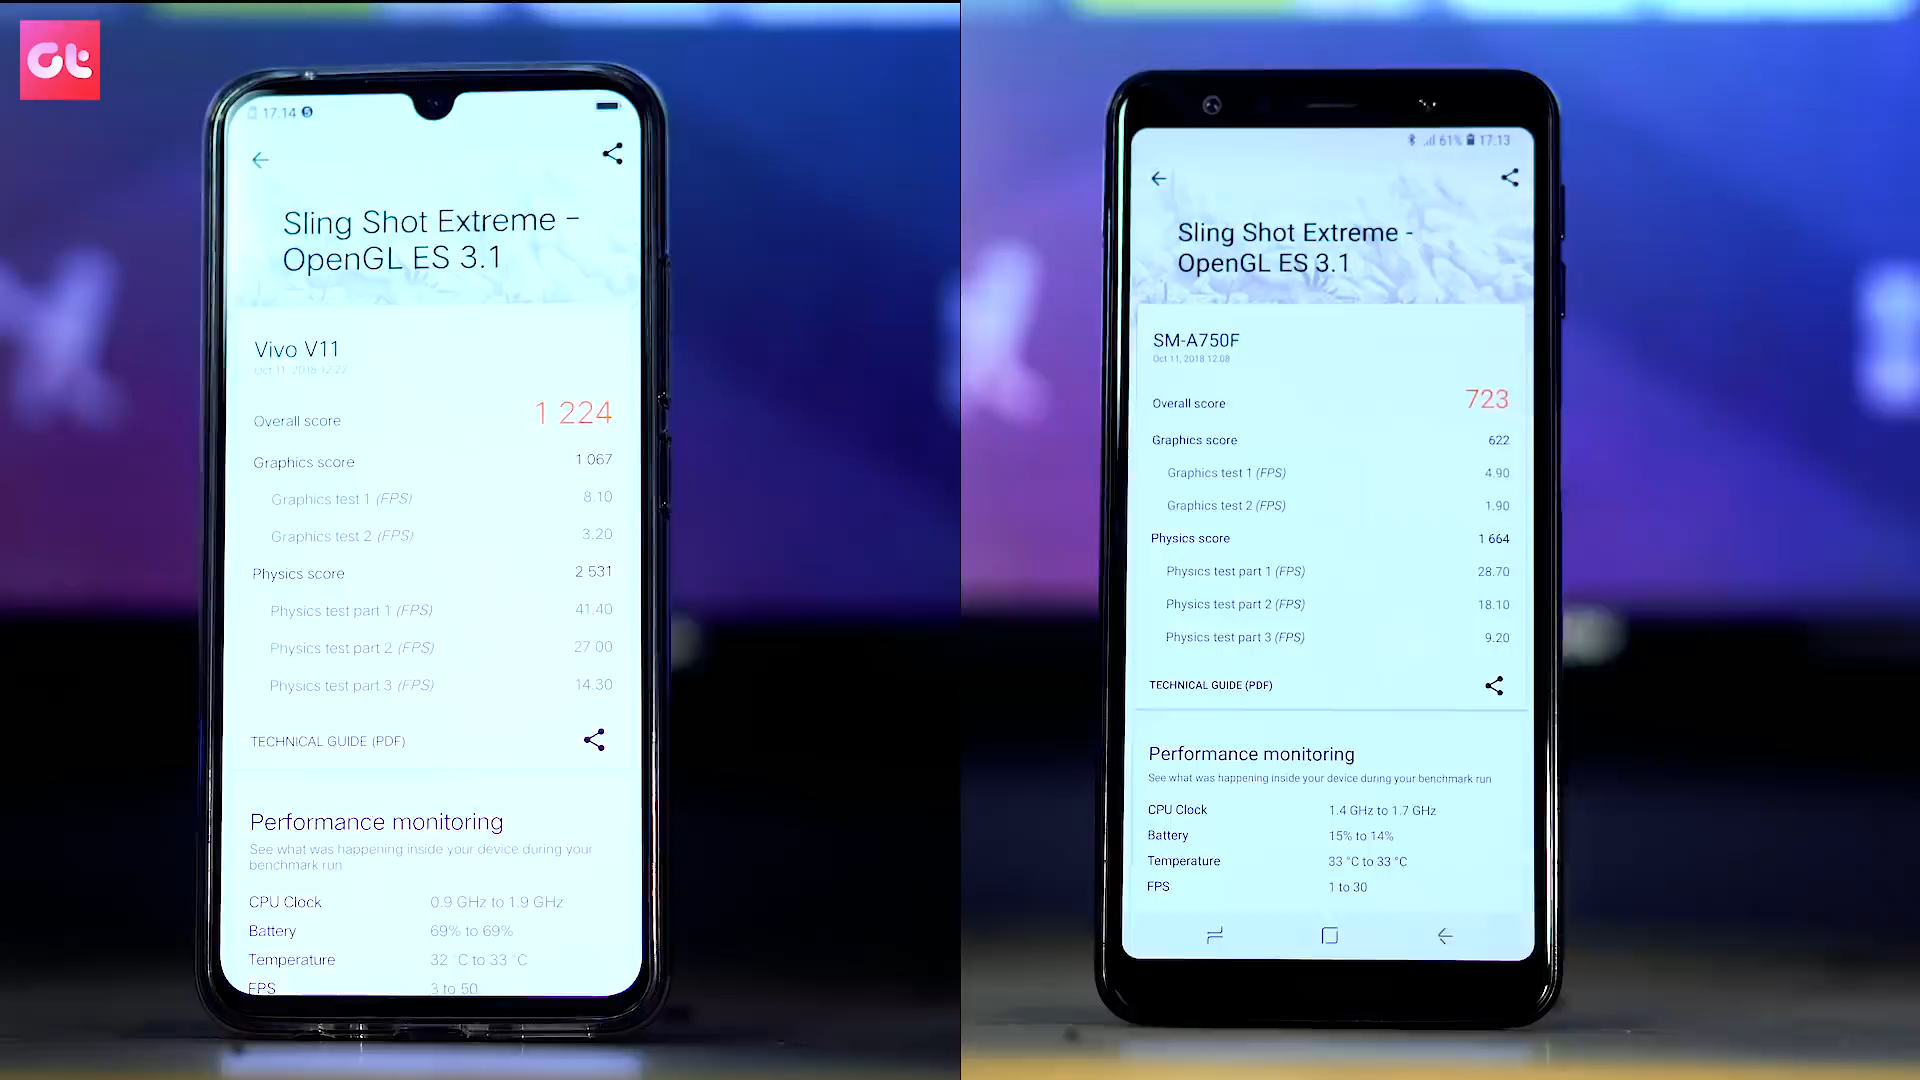 Gt
17:14
Sling Shot Extreme -
OpenGL ES 3.1
Vivo V11
Oct 11, 2018 12:22
Overall score 1 224
Graphics score 1 067
Graphics test 1 (FPS) 8.10
Graphics test 2 (FPS) 3.20
Physics score 2 531
Physics test part 1 (FPS) 41.40
Physics test part 2 (FPS) 27.00
Physics test part 3 (FPS) 14.30
TECHNICAL GUIDE (PDF)
Performance monitoring
See what was happening inside your device during your
benchmark run
CPU Clock 0.9 GHz to 1.9 GHz
Battery 69% to 69%
Temperature 32 °C to 33 °C
FPS 3 to 50
61% 17:13
Sling Shot Extreme -
OpenGL ES 3.1
SM-A750F
Oct 11, 2018 12:08
Overall score 723
Graphics score 622
Graphics test 1 (FPS) 4.90
Graphics test 2 (FPS) 1.90
Physics score 1 664
Physics test part 1 (FPS) 28.70
Physics test part 2 (FPS) 18.10
Physics test part 3 (FPS) 9.20
TECHNICAL GUIDE (PDF)
Performance monitoring
See what was happening inside your device during your benchmark run
CPU Clock 1.4 GHz to 1.7 GHz
Battery 15% to 14%
Temperature 33 °C to 33 °C
FPS 1 to 30